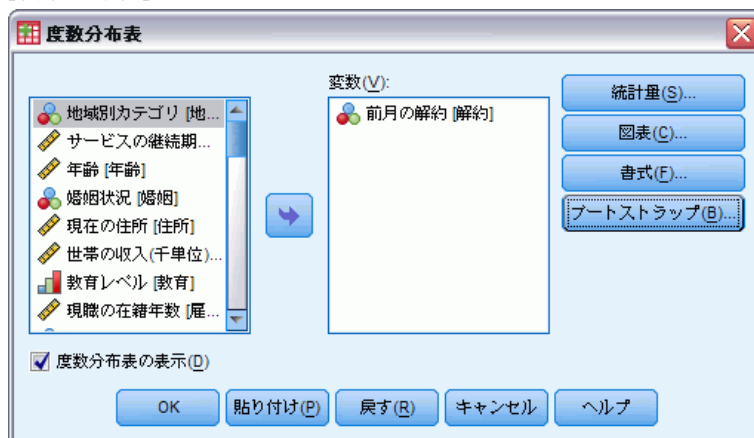 度数分布表
変数(V):
地域別カテゴリ [地...
サービスの継続期...
年齢 [年齢]
婚姻状況 [婚姻]
現在の住所 [住所]
世帯の収入(千単位)...
教育レベル [教育]
現職の在籍年数 [雇...
前月の解約 [解約]
統計量(S)...
図表(C)...
書式(F)...
ブートストラップ(B)...
度数分布表の表示(D)
OK
貼り付け(P)
戻す(R)
キャンセル
ヘルプ